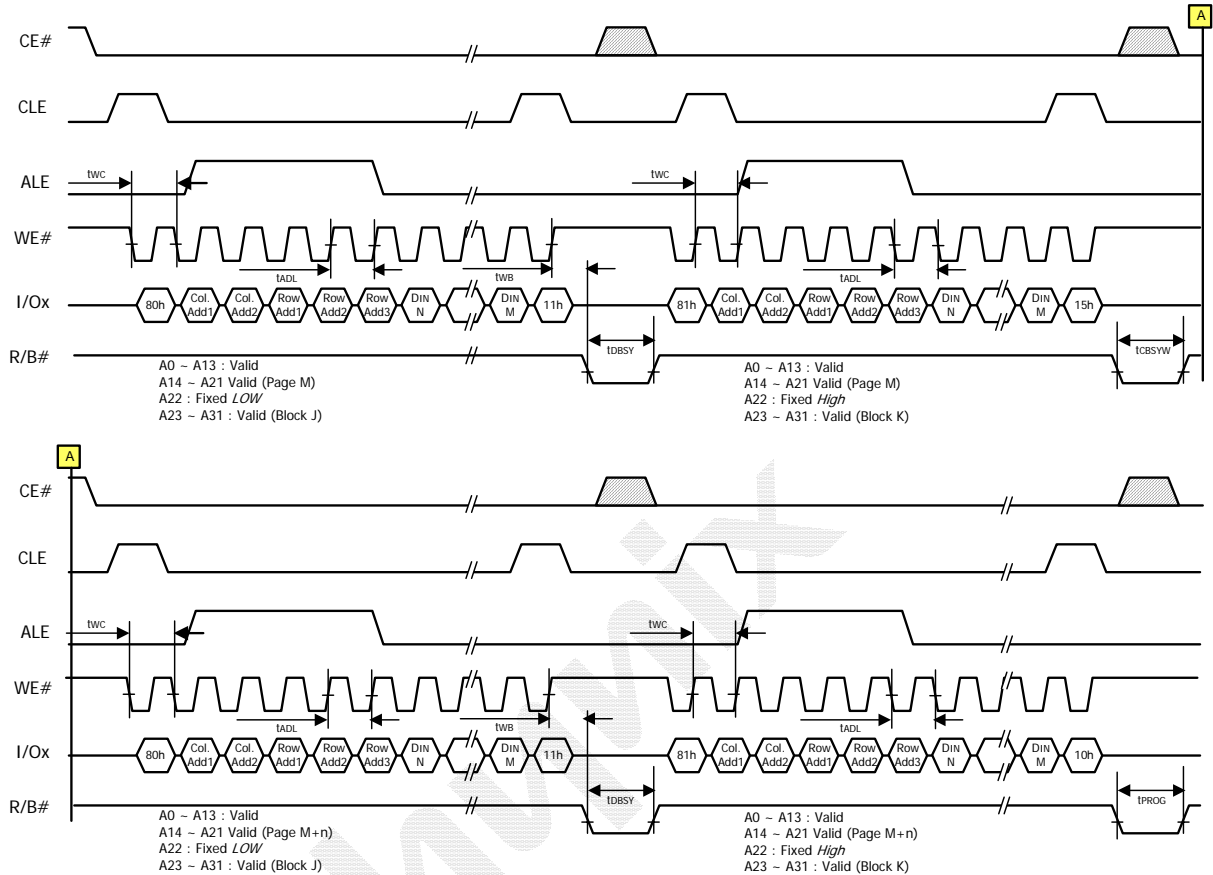 A
CE#
CLE
ALE
tWC
tWC
WE#
tADL
tWB
tADL
I/Ox
80h Col. Add1 Col. Add2 Row Add1 Row Add2 Row Add3 DIN N DIN M 11h 81h Col. Add1 Col. Add2 Row Add1 Row Add2 Row Add3 DIN N DIN M 15h
R/B#
tDBSY
tCBSYW
A0 ~ A13 : Valid
A14 ~ A21 Valid (Page M)
A22 : Fixed LOW
A23 ~ A31 : Valid (Block J)
A0 ~ A13 : Valid
A14 ~ A21 Valid (Page M)
A22 : Fixed High
A23 ~ A31 : Valid (Block K)
A
CE#
CLE
ALE
tWC
tWC
WE#
tADL
tWB
tADL
I/Ox
80h Col. Add1 Col. Add2 Row Add1 Row Add2 Row Add3 DIN N DIN M 11h 81h Col. Add1 Col. Add2 Row Add1 Row Add2 Row Add3 DIN N DIN M 10h
R/B#
tDBSY
tPROG
A0 ~ A13 : Valid
A14 ~ A21 Valid (Page M+n)
A22 : Fixed LOW
A23 ~ A31 : Valid (Block J)
A0 ~ A13 : Valid
A14 ~ A21 Valid (Page M+n)
A22 : Fixed High
A23 ~ A31 : Valid (Block K)